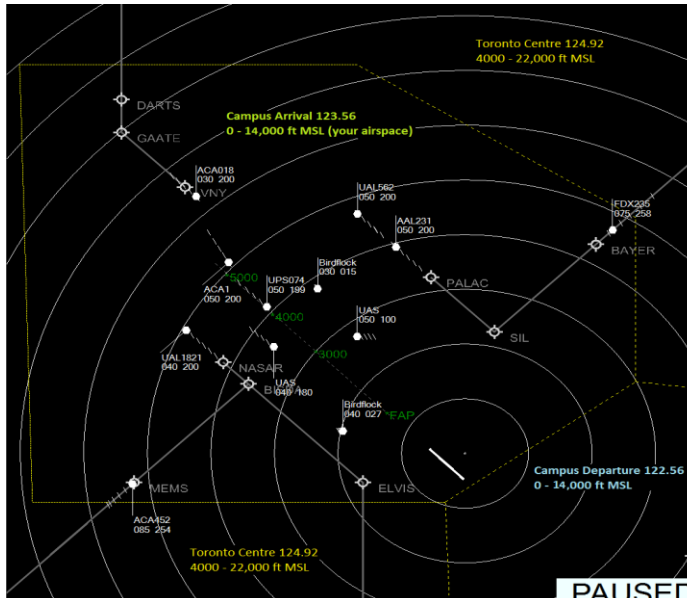 Toronto Centre 124.92
4000 - 22,000 ft MSL
DARTS
Campus Arrival 123.56
0 - 14,000 ft MSL (your airspace)
GAATE
ACA018
030 200
VNY
UAL562
050 200
AAL231
050 200
FDX235
075 258
BAYER
5000
ACA1
050 200
UPS074
050 199
Birdflock
030 015
PALAC
4000
UAS
050 100
SIL
3000
UAL1821
040 200
NASAR
UAS
040 180
Birdflock
040 027
FAP
MEMS
ELVIS
Campus Departure 122.56
0 - 14,000 ft MSL
ACA452
085 254
Toronto Centre 124.92
4000 - 22,000 ft MSL
PAUSED